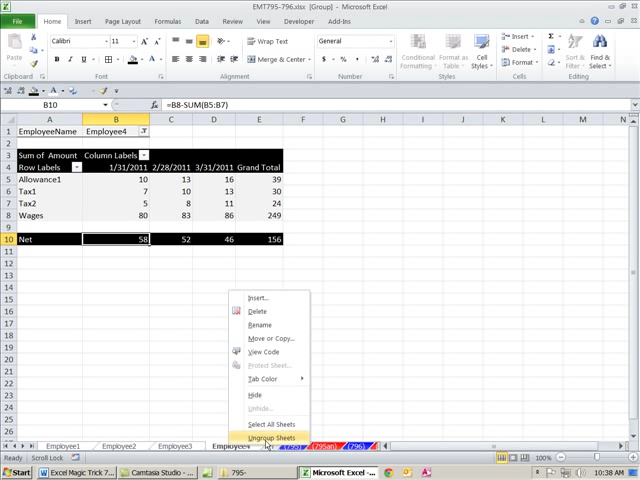 EMT795-796.xlsx [Group] - Microsoft Excel
File Home Insert Page Layout Formulas Data Review View Developer Add-Ins
Paste Calibri 11 Wrap Text General Conditional Formatting Format as Table Cell Styles Insert Delete Format Sort & Filter Find & Select
Merge & Center
Clipboard Font Alignment Number Styles Cells Editing
B10 fx =B8-SUM(B5:B7)
A B C D E F G H I J K L M N
1 EmployeeName Employee4
2
3 Sum of Amount Column Labels
4 Row Labels 1/31/2011 2/28/2011 3/31/2011 Grand Total
5 Allowance1 10 13 16 39
6 Tax1 7 10 13 30
7 Tax2 5 8 11 24
8 Wages 80 83 86 249
9
10 Net 58 52 46 156
11
12
13
14
15
16
17
18
19
20
21
22
23
24
25
26
Insert...
Delete
Rename
Move or Copy...
View Code
Protect Sheet...
Tab Color
Hide
Unhide...
Select All Sheets
Ungroup Sheets
Employee1 Employee2 Employee3 Employee4 (795) (795an) (796)
Ready Scroll Lock 100%
Start Excel Magic Trick 7... Camtasia Studio - ... 795- Microsoft Excel -... 10:38 AM